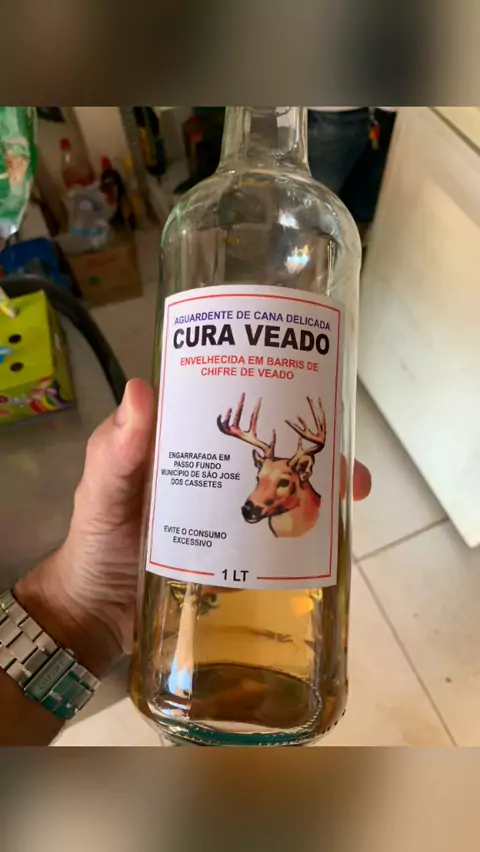 AGUARDENTE DE CANA DELICADA
CURA VEADO
ENVELHECIDA EM BARRIS DE
CHIFRE DE VEADO
ENGARRAFADA EM
PASSO FUNDO
MUNICIPIO DE SÃO JOSÉ
DOS CASSETES
EVITE O CONSUMO
EXCESSIVO
1 LT